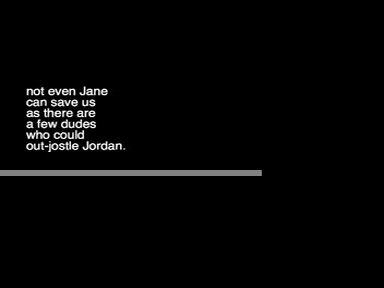 not even Jane
can save us
as there are
a few dudes
who could
out-jostle Jordan.